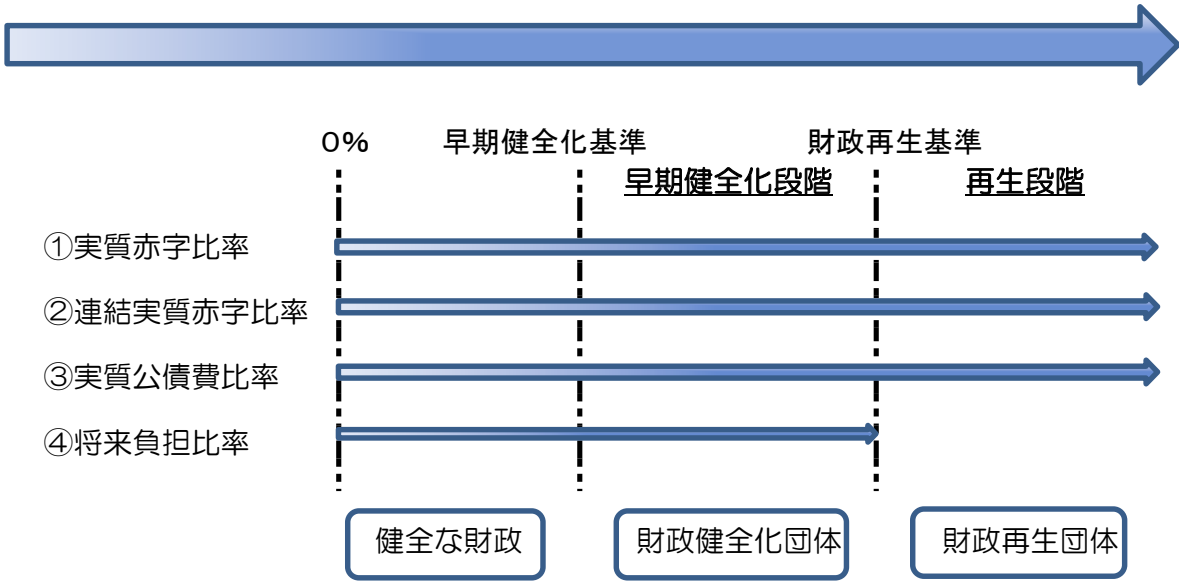 0% 早期健全化基準 財政再生基準
早期健全化段階 再生段階
①実質赤字比率
②連結実質赤字比率
③実質公債費比率
④将来負担比率
健全な財政 財政健全化団体 財政再生団体